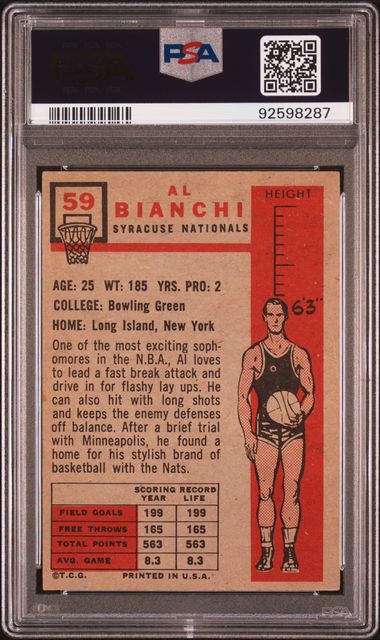 PSA
PSA
92598287
59
AL
BIANCHI
SYRACUSE NATIONALS
HEIGHT
6'3"
AGE: 25 WT: 185 YRS. PRO: 2
COLLEGE: Bowling Green
HOME: Long Island, New York
One of the most exciting soph-
omores in the N.B.A., Al loves
to lead a fast break attack and
drive in for flashy lay ups. He
can also hit with long shots
and keeps the enemy defenses
off balance. After a brief trial
with Minneapolis, he found a
home for his stylish brand of
basketball with the Nats.
SCORING RECORD
YEAR LIFE
FIELD GOALS 199 199
FREE THROWS 165 165
TOTAL POINTS 563 563
AVG. GAME 8.3 8.3
©T.C.G. PRINTED IN U.S.A.